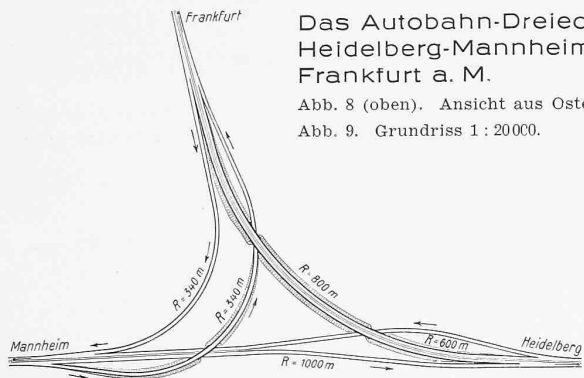 Frankfurt
Das Autobahn-Dreiec
Heidelberg-Mannheim
Frankfurt a. M.
Abb. 8 (oben). Ansicht aus Oste
Abb. 9. Grundriss 1 : 20000.
R = 340 m
R = 340 m
R = 800 m
Mannheim
R = 600 m
Heidelberg
R = 1000 m